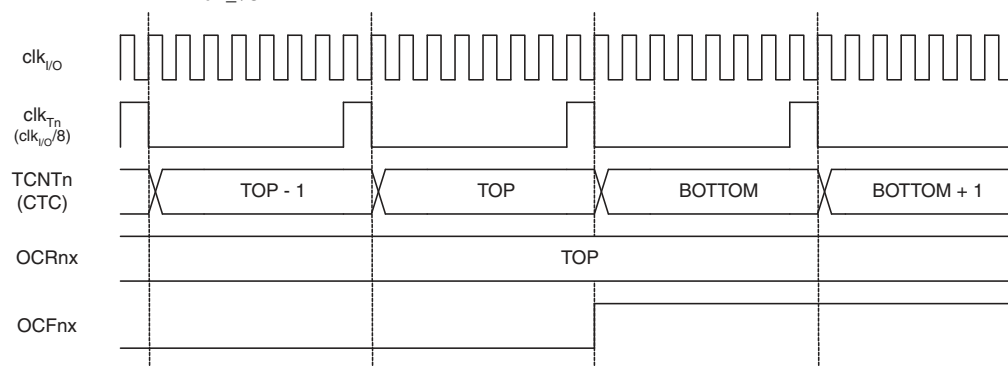 clkI/O
clkTn
(clkI/O/8)
TCNTn
(CTC)
TOP - 1
TOP
BOTTOM
BOTTOM + 1
OCRnx
TOP
OCFnx